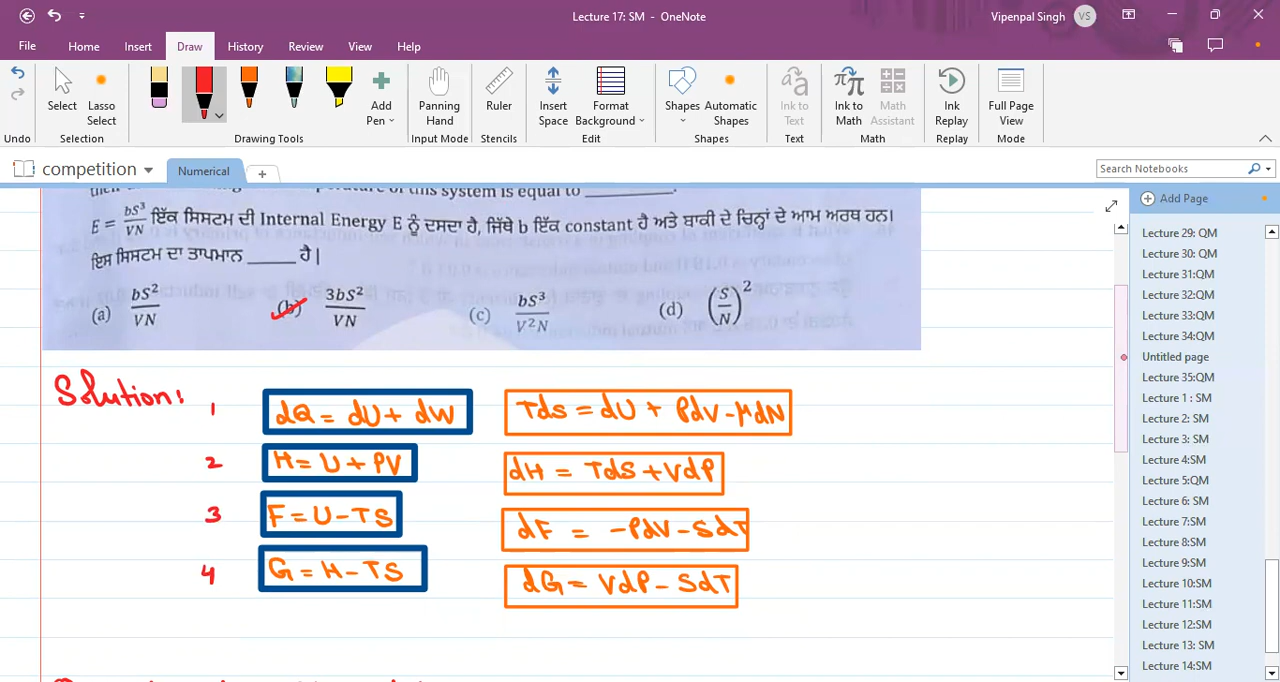 Lecture 17: SM - OneNote
Vipenpal Singh VS
File Home Insert Draw History Review View Help
Select Lasso Select Add Pen Panning Hand Ruler Insert Space Format Background Shapes Automatic Shapes Ink to Text Ink to Math Math Assistant Ink Replay Full Page View
Undo Selection Drawing Tools Input Mode Stencils Edit Shapes Text Math Replay Mode
competition Numerical Search Notebooks
of this system is equal to ________.
E = bS³/VN ਇੱਕ ਸਿਸਟਮ ਦੀ Internal Energy E ਨੂੰ ਦਸਦਾ ਹੈ, ਜਿੱਥੇ b ਇੱਕ constant ਹੈ ਅਤੇ ਬਾਕੀ ਦੇ ਚਿਨ੍ਹਾਂ ਦੇ ਆਮ ਅਰਥ ਹਨ।
ਇਸ ਸਿਸਟਮ ਦਾ ਤਾਪਮਾਨ _____ ਹੈ |
(a) bS²/VN (b) 3bS²/VN (c) bS³/V²N (d) (S/N)²
Solution:
1 dQ = dU + dW TdS = dU + PdV - μdN
2 H = U + PV dH = TdS + VdP
3 F = U - TS dF = -PdV - SdT
4 G = H - TS dG = VdP - SdT
Add Page
Lecture 29: QM
Lecture 30: QM
Lecture 31:QM
Lecture 32:QM
Lecture 33:QM
Lecture 34:QM
Untitled page
Lecture 35:QM
Lecture 1 : SM
Lecture 2: SM
Lecture 3: SM
Lecture 4:SM
Lecture 5:QM
Lecture 6: SM
Lecture 7:SM
Lecture 8:SM
Lecture 9:SM
Lecture 10:SM
Lecture 11:SM
Lecture 12:SM
Lecture 13: SM
Lecture 14:SM